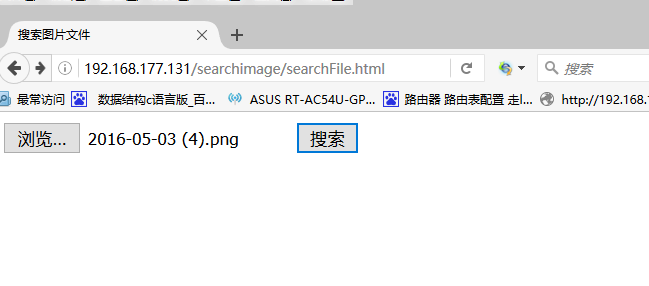 搜索图片文件
192.168.177.131/searchimage/searchFile.html
搜索
最常访问 数据结构c语言版_百... ASUS RT-AC54U-GP... 路由器 路由表配置 走l... http://192.168.
浏览... 2016-05-03 (4).png 搜索